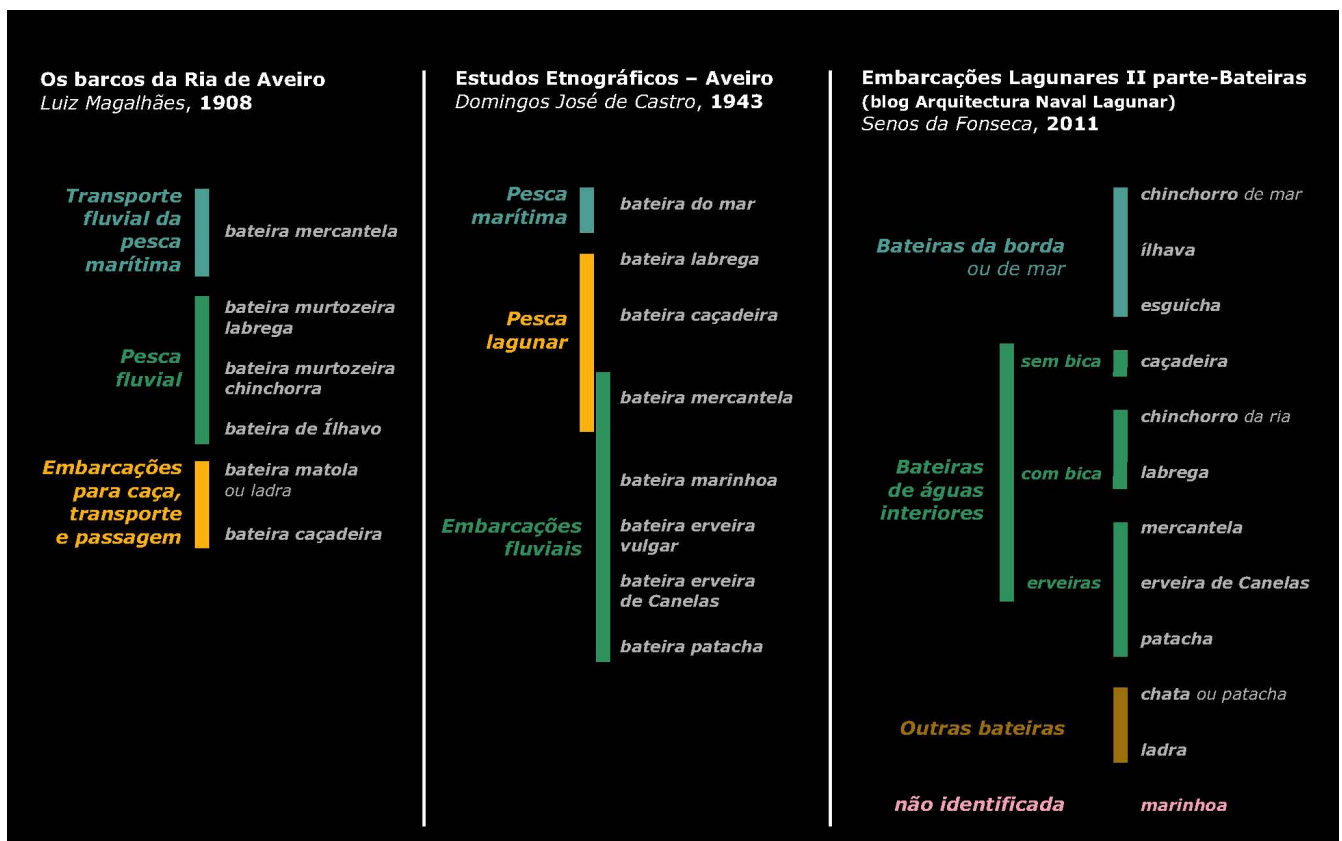 Os barcos da Ria de Aveiro
Luiz Magalhães, 1908
Transporte
fluvial da
pesca
marítima
bateira mercantela
Pesca
fluvial
bateira murtozeira
labrega
bateira murtozeira
chinchorra
bateira de Ílhavo
Embarcações
para caça,
transporte
e passagem
bateira matola
ou ladra
bateira caçadeira
Estudos Etnográficos – Aveiro
Domingos José de Castro, 1943
Pesca
marítima
bateira do mar
Pesca
lagunar
bateira labrega
bateira caçadeira
bateira mercantela
Embarcações
fluviais
bateira marinhoa
bateira erveira
vulgar
bateira erveira
de Canelas
bateira patacha
Embarcações Lagunares II parte-Bateiras
(blog Arquitectura Naval Lagunar)
Senos da Fonseca, 2011
Bateiras da borda
ou de mar
chinchorro de mar
ílhava
esguicha
Bateiras
de águas
interiores
sem bica
caçadeira
com bica
chinchorro da ria
labrega
erveiras
mercantela
erveira de Canelas
patacha
Outras bateiras
chata ou patacha
ladra
não identificada
marinhoa